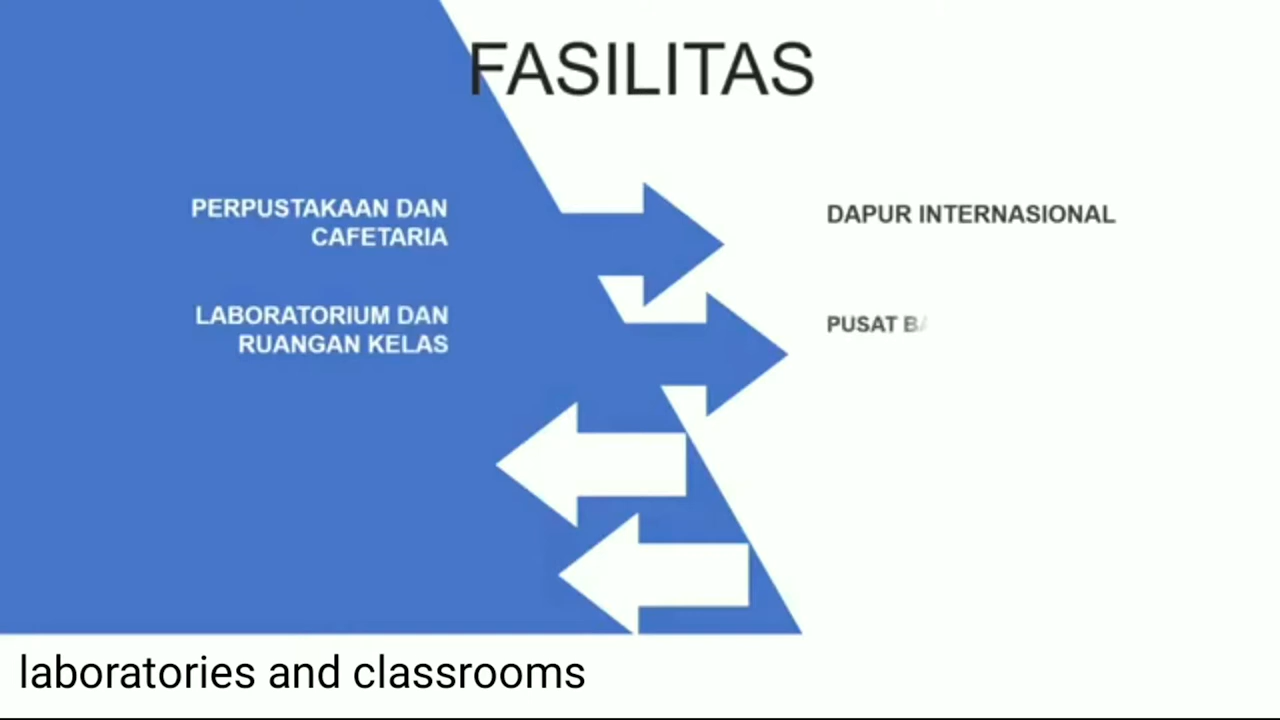 FASILITAS
PERPUSTAKAAN DAN
CAFETARIA
DAPUR INTERNASIONAL
LABORATORIUM DAN
RUANGAN KELAS
PUSAT
laboratories and classrooms